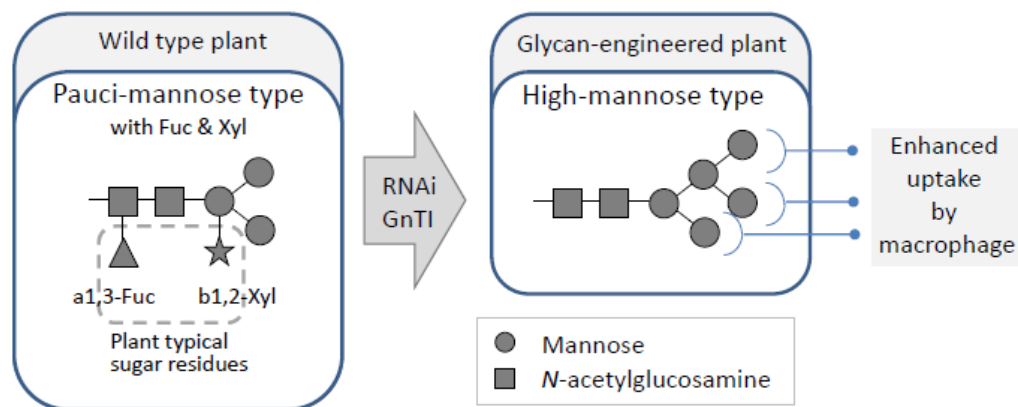 Wild type plant
Pauci-mannose type
with Fuc & Xyl
a1,3-Fuc
b1,2-Xyl
Plant typical
sugar residues
RNAi
GnTI
Glycan-engineered plant
High-mannose type
Enhanced
uptake
by
macrophage
Mannose
N-acetylglucosamine